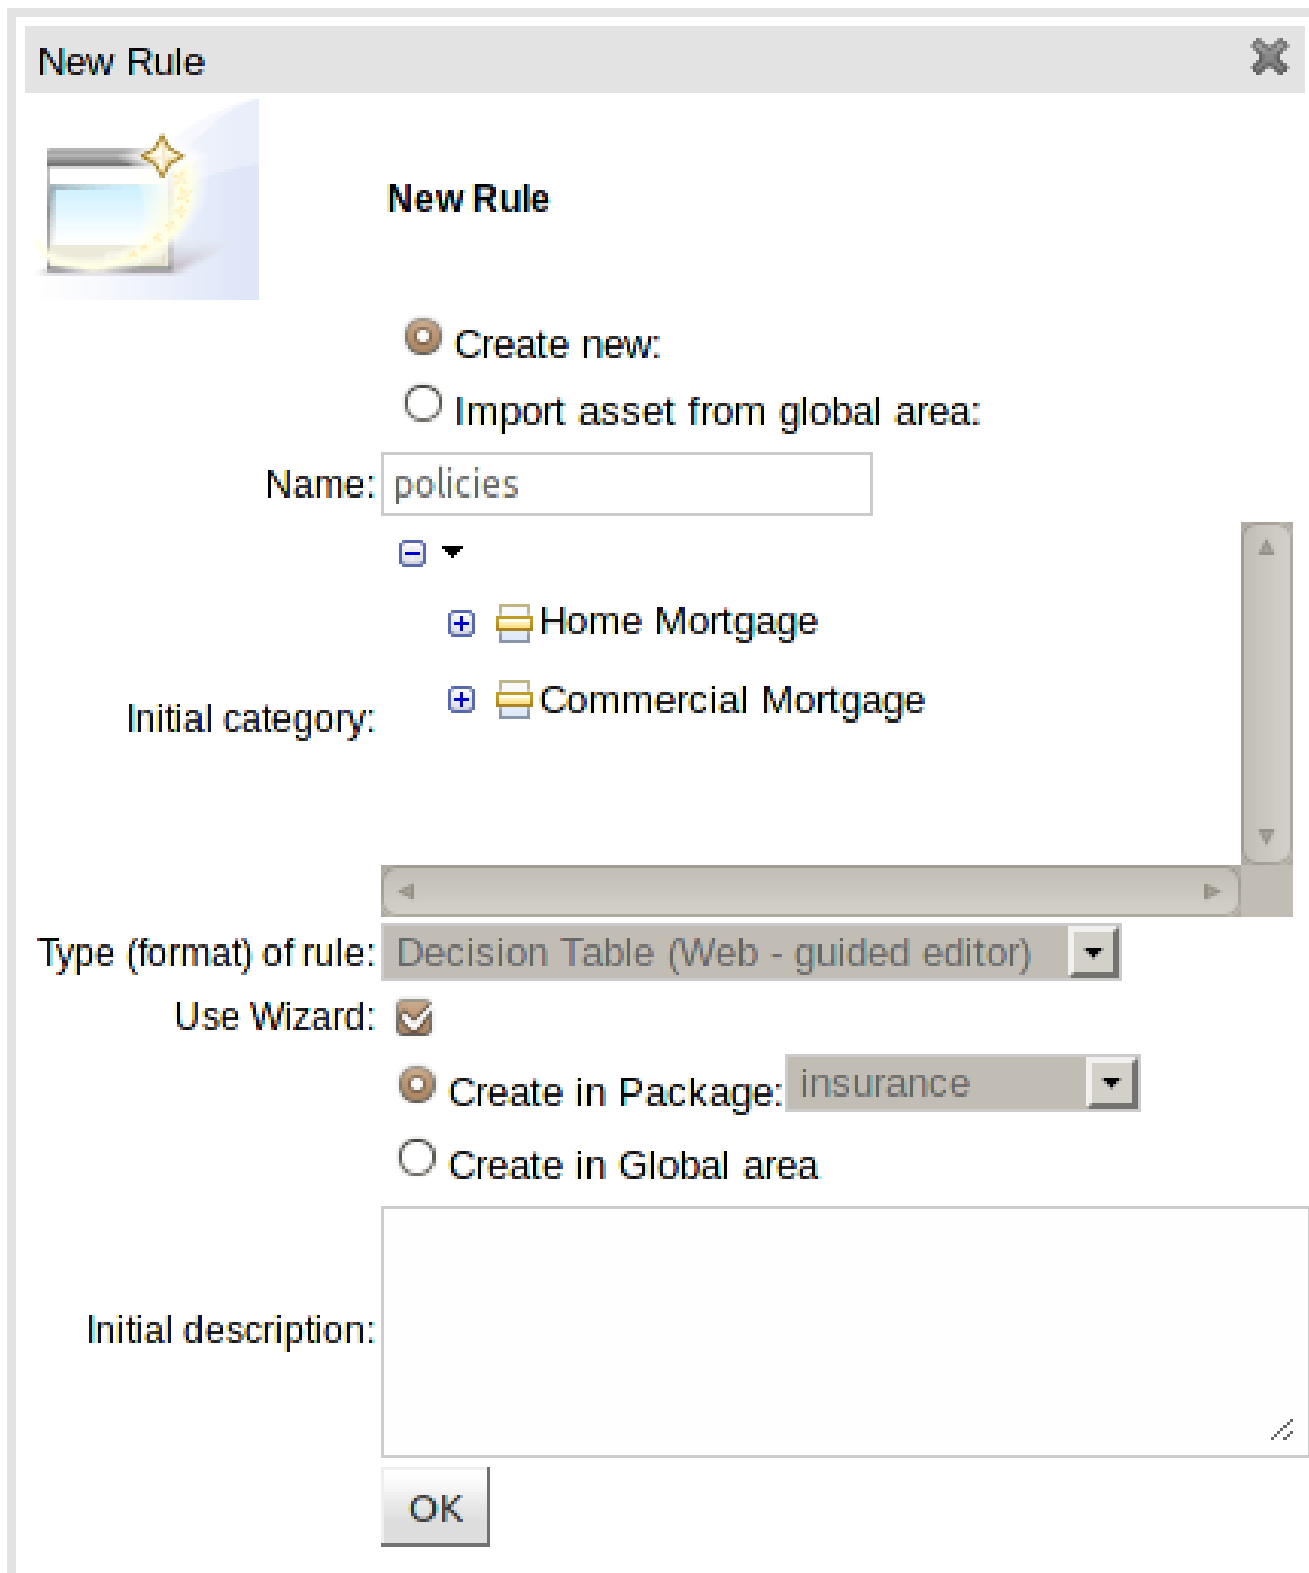 New Rule
New Rule
Create new:
Import asset from global area:
Name: policies
Home Mortgage
Commercial Mortgage
Initial category:
Type (format) of rule: Decision Table (Web - guided editor)
Use Wizard:
Create in Package: insurance
Create in Global area
Initial description:
OK